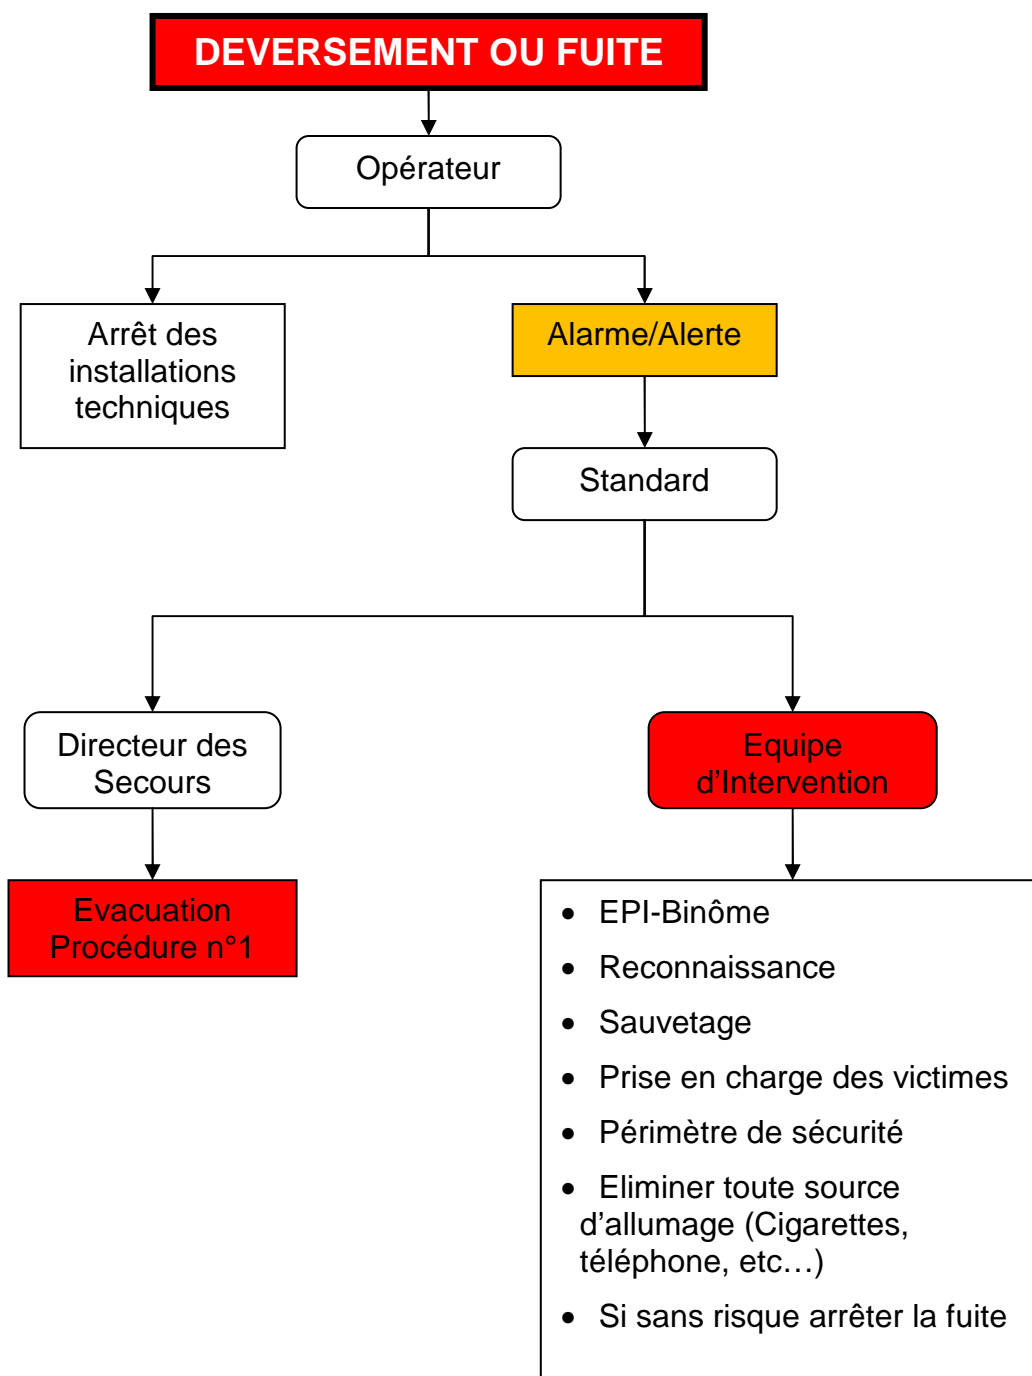 DEVERSEMENT OU FUITE
Opérateur
Arrêt des
installations
techniques
Alarme/Alerte
Standard
Directeur des
Secours
Equipe
d’Intervention
Evacuation
Procédure n°1
• EPI-Binôme
• Reconnaissance
• Sauvetage
• Prise en charge des victimes
• Périmètre de sécurité
• Eliminer toute source
d’allumage (Cigarettes,
téléphone, etc…)
• Si sans risque arrêter la fuite